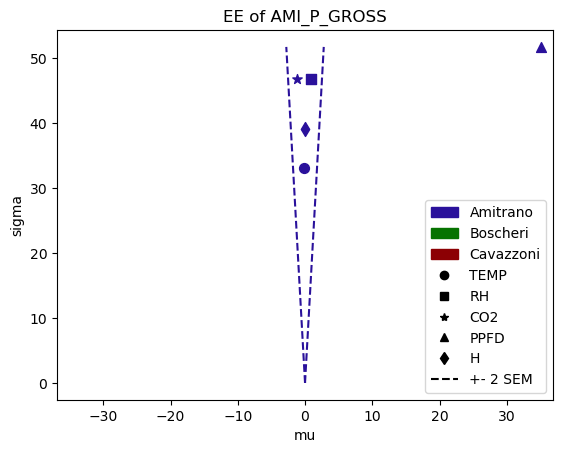 EE of AMI_P_GROSS
50
40
30
20
10
0
sigma
−30
−20
−10
0
10
20
30
mu
Amitrano
Boscheri
Cavazzoni
TEMP
RH
CO2
PPFD
H
+- 2 SEM